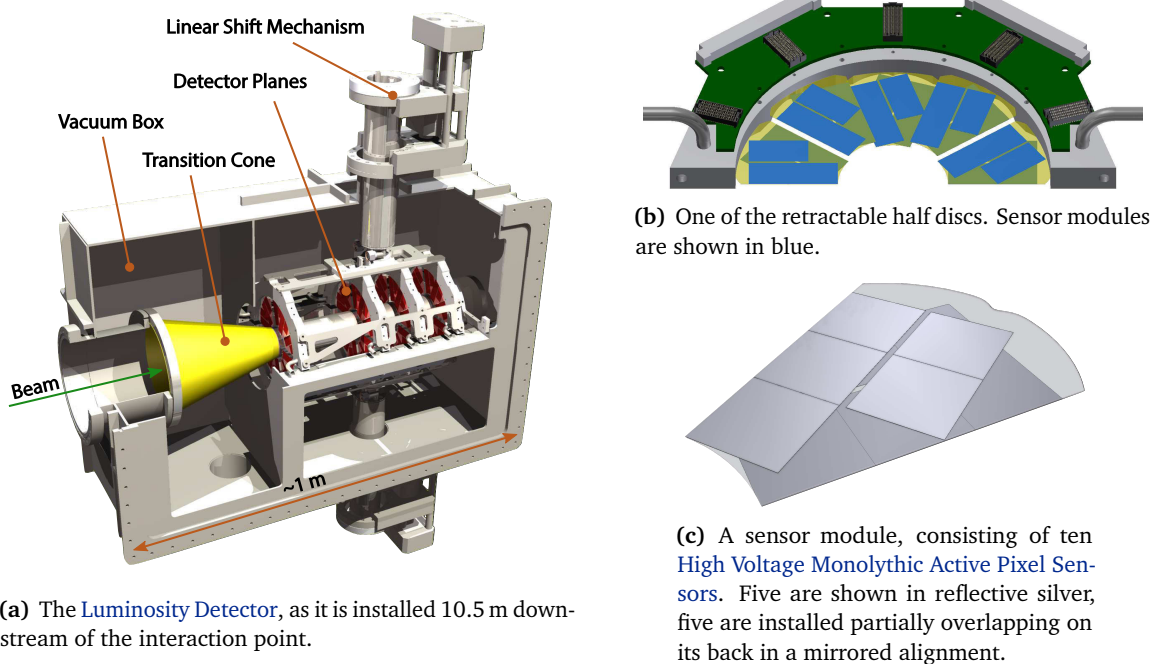 Linear Shift Mechanism
Detector Planes
Vacuum Box
Transition Cone
Beam
~1 m
(a) The Luminosity Detector, as it is installed 10.5 m down-
stream of the interaction point.
(b) One of the retractable half discs. Sensor modules
are shown in blue.
(c) A sensor module, consisting of ten
High Voltage Monolythic Active Pixel Sen-
sors. Five are shown in reflective silver,
five are installed partially overlapping on
its back in a mirrored alignment.